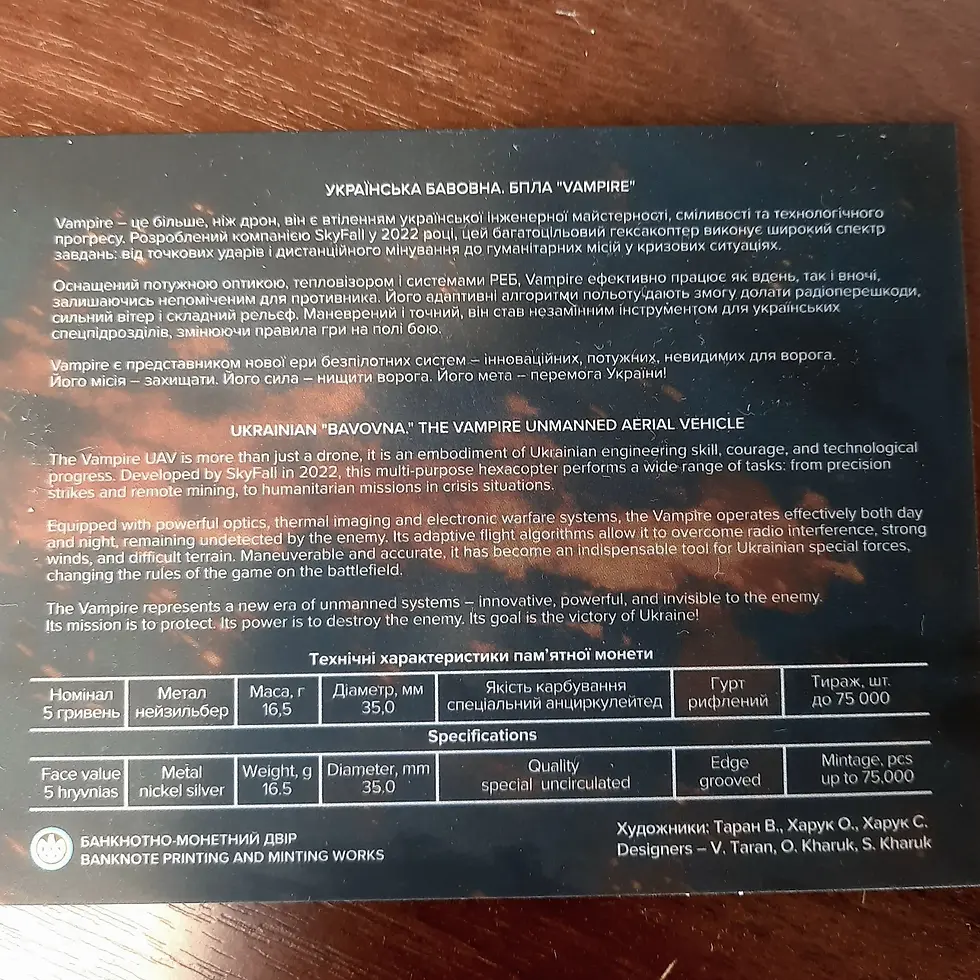 УКРАЇНСЬКА БАВОВНА. БПЛА "VAMPIRE"
Vampire – це більше, ніж дрон, він є втіленням української інженерної майстерності, сміливості та технологічного
прогресу. Розроблений компанією SkyFall у 2022 році, цей багатоцільовий гексакоптер виконує широкий спектр
завдань: від точкових ударів і дистанційного мінування до гуманітарних місій у кризових ситуаціях.
Оснащений потужною оптикою, тепловізором і системами РЕБ, Vampire ефективно працює як вдень, так і вночі,
залишаючись непоміченим для противника. Його адаптивні алгоритми польоту дають змогу долати радіоперешкоди,
сильний вітер і складний рельєф. Маневрений і точний, він став незамінним інструментом для українських
спецпідрозділів, змінюючи правила гри на полі бою.
Vampire є представником нової ери безпілотних систем – інноваційних, потужних, невидимих для ворога.
Його місія – захищати. Його сила – нищити ворога. Його мета – перемога України!
UKRAINIAN "BAVOVNA." THE VAMPIRE UNMANNED AERIAL VEHICLE
The Vampire UAV is more than just a drone, it is an embodiment of Ukrainian engineering skill, courage, and technological
progress. Developed by SkyFall in 2022, this multi-purpose hexacopter performs a wide range of tasks: from precision
strikes and remote mining, to humanitarian missions in crisis situations.
Equipped with powerful optics, thermal imaging and electronic warfare systems, the Vampire operates effectively both day
and night, remaining undetected by the enemy. Its adaptive flight algorithms allow it to overcome radio interference, strong
winds, and difficult terrain. Maneuverable and accurate, it has become an indispensable tool for Ukrainian special forces,
changing the rules of the game on the battlefield.
The Vampire represents a new era of unmanned systems – innovative, powerful, and invisible to the enemy.
Its mission is to protect. Its power is to destroy the enemy. Its goal is the victory of Ukraine!
Технічні характеристики пам'ятної монети
Номінал Метал Маса, г Діаметр, мм Якість карбування Гурт Тираж, шт.
5 гривень нейзильбер 16,5 35,0 спеціальний анциркулейтед рифлений до 75 000
Specifications
Face value Metal Weight, g Diameter, mm Quality Edge Mintage, pcs
5 hryvnias nickel silver 16.5 35.0 special uncirculated grooved up to 75,000
БАНКНОТНО-МОНЕТНИЙ ДВІР
BANKNOTE PRINTING AND MINTING WORKS
Художники: Таран В., Харук О., Харук С.
Designers – V. Taran, O. Kharuk, S. Kharuk